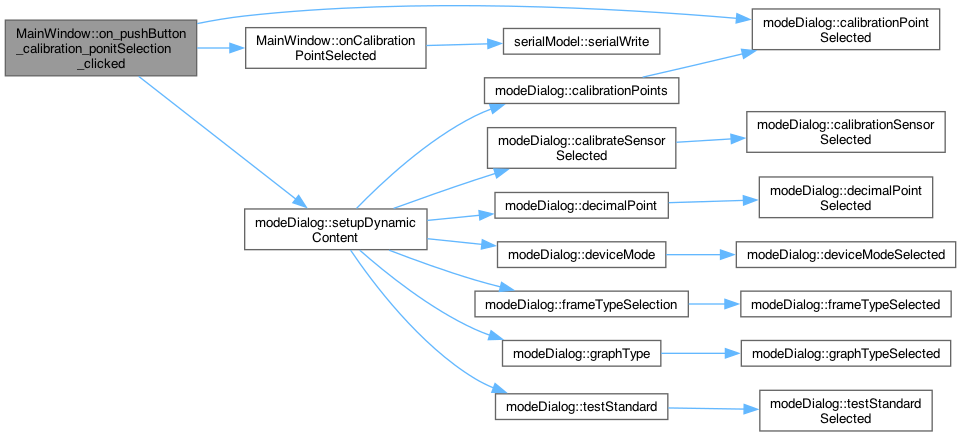 MainWindow::on_pushButton
_calibration_ponitSelection
_clicked
MainWindow::onCalibration
PointSelected
serialModel::serialWrite
modeDialog::calibrationPoint
Selected
modeDialog::setupDynamic
Content
modeDialog::calibrationPoints
modeDialog::calibrateSensor
Selected
modeDialog::calibrationSensor
Selected
modeDialog::decimalPoint
modeDialog::decimalPoint
Selected
modeDialog::deviceMode
modeDialog::deviceModeSelected
modeDialog::frameTypeSelection
modeDialog::frameTypeSelected
modeDialog::graphType
modeDialog::graphTypeSelected
modeDialog::testStandard
modeDialog::testStandard
Selected